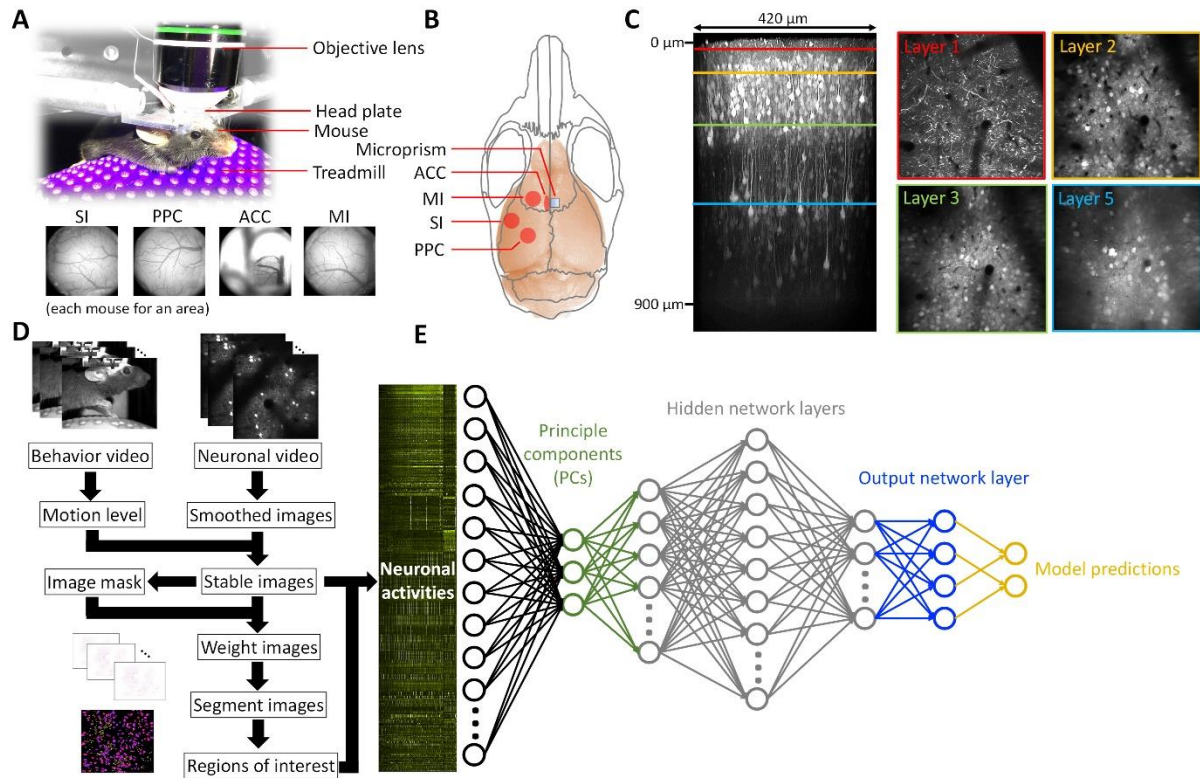 A
Objective lens
Head plate
Mouse
Treadmill
SI
PPC
ACC
MI
(each mouse for an area)
B
Microprism
ACC
MI
SI
PPC
C
420 µm
0 µm
900 µm
Layer 1
Layer 2
Layer 3
Layer 5
D
Behavior video
Neuronal video
Motion level
Smoothed images
Image mask
Stable images
Weight images
Segment images
Regions of interest
E
Neuronal
activities
Principle
components
(PCs)
Hidden network layers
Output network layer
Model predictions